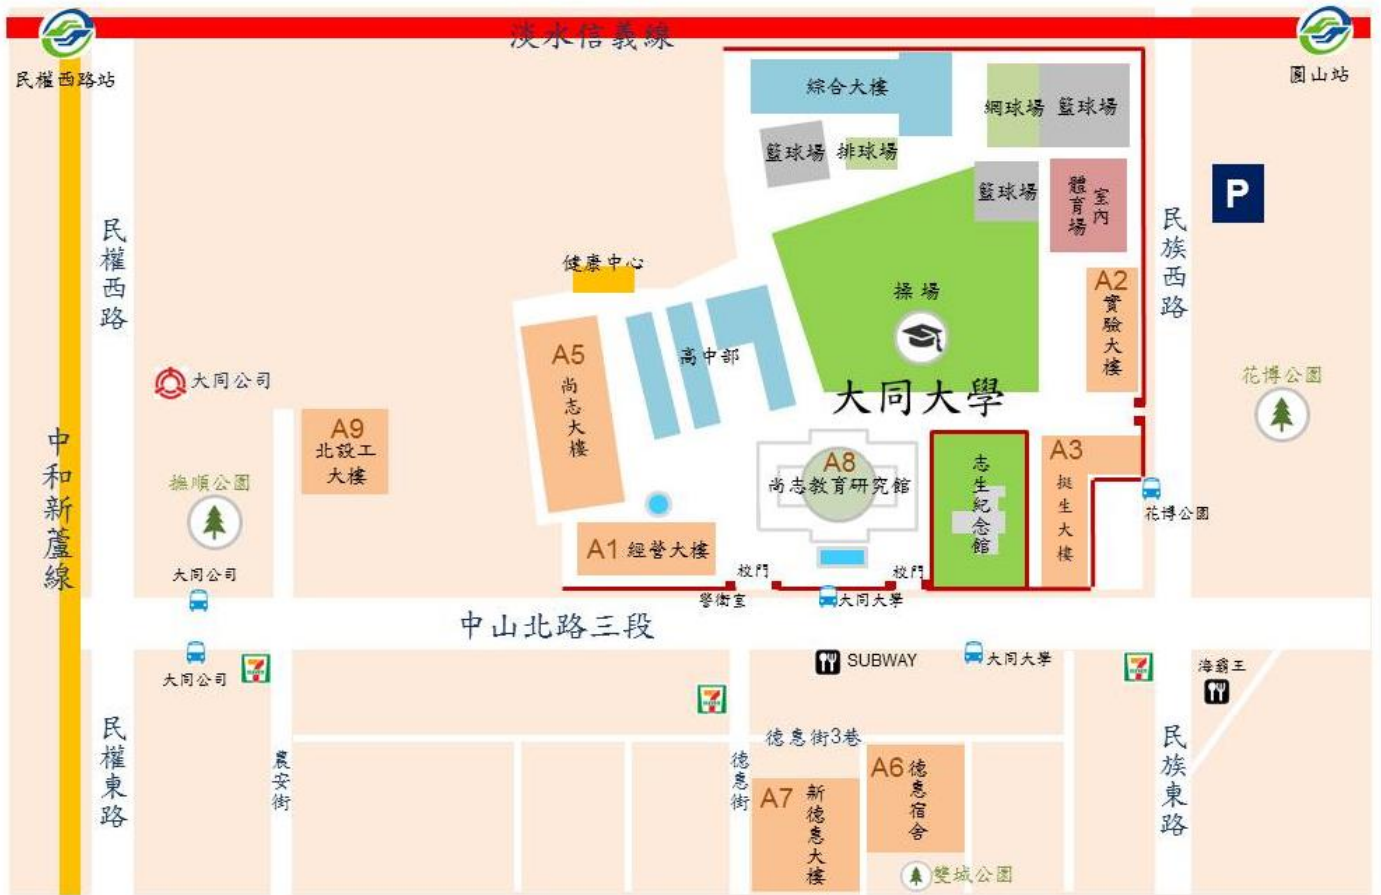 淡水信義線
民權西路站
圓山站
綜合大樓
網球場
籃球場
籃球場
排球場
籃球場
室內
體育場
P
民權西路
民族西路
健康中心
操場
A2
實驗大樓
A5
尚志大樓
高中部
大同公司
花博公園
大同大學
A9
北設工
大樓
中和新蘆線
撫順公園
A8
尚志教育研究館
志生紀念館
A3
挺生大樓
花博公園
A1 經營大樓
大同公司
校門
校門
警衛室
大同大學
中山北路三段
SUBWAY
大同大學
海霸王
大同公司
7
ELEVEN
7
ELEVEN
7
ELEVEN
民權東路
農安街
德惠街
德惠街3巷
民族東路
A6
德惠宿舍
A7
新德惠大樓
雙城公園